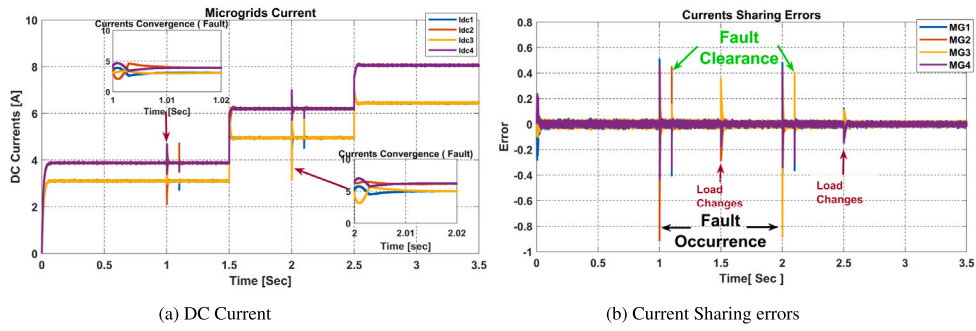 Microgrids Current
Currents Convergence ( Fault)
10
5
0
1
1.01
1.02
Time [Sec]
Idc1
Idc2
Idc3
Idc4
DC Currents [A]
10
8
6
4
2
0
Currents Convergence ( Fault)
10
5
0
2
2.01
2.02
Time [sec]
0
0.5
1
1.5
2
2.5
3
3.5
Time [Sec]
(a) DC Current
Currents Sharing Errors
MG1
MG2
MG3
MG4
Fault
Clearance
Error
0.8
0.6
0.4
0.2
0
-0.2
-0.4
-0.6
-0.8
-1
Load
Changes
Load
Changes
Fault
Occurrence
0
0.5
1
1.5
2
2.5
3
3.5
Time[ Sec ]
(b) Current Sharing errors